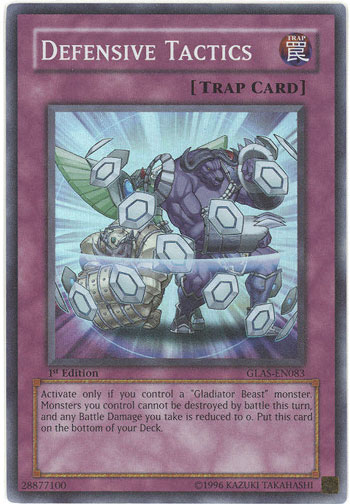 DEFENSIVE TACTICS
TRAP
罠
[TRAP CARD]
1st Edition
GLAS-EN083
Activate only if you control a "Gladiator Beast" monster.
Monsters you control cannot be destroyed by battle this turn,
and any Battle Damage you take is reduced to 0. Put this card
on the bottom of your Deck.
28877100
©1996 KAZUKI TAKAHASHI